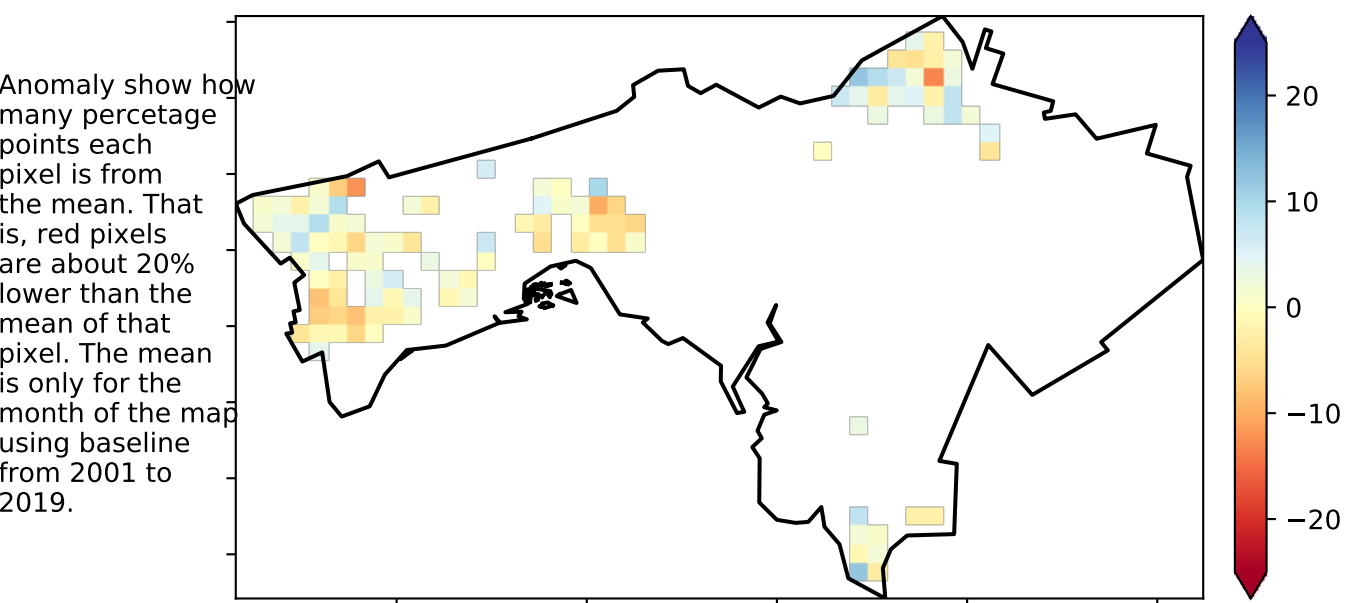 Anomaly show how
many percetage
points each
pixel is from
the mean. That
is, red pixels
are about 20%
lower than the
mean of that
pixel. The mean
is only for the
month of the map
using baseline
from 2001 to
2019.
20
10
0
−10
−20